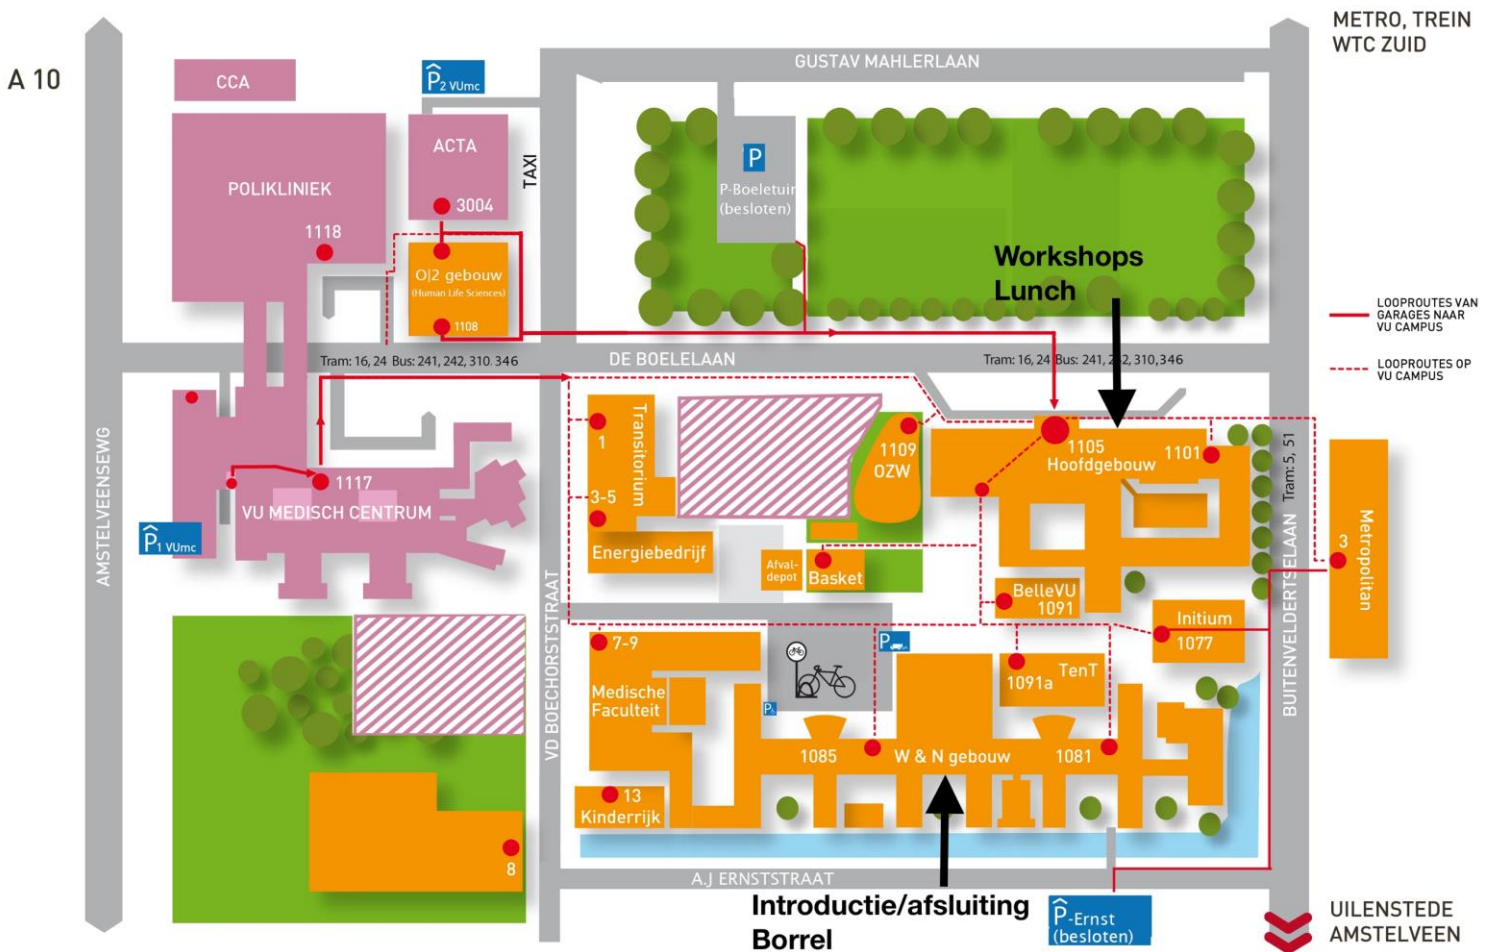 METRO, TREIN
WTC ZUID
A 10
CCA
P2 VUmc
GUSTAV MAHLERLAAN
ACTA
TAXI
POLIKLINIEK
3004
1118
P
P-Boeletuin
(besloten)
O|2 gebouw
(Human Life Sciences)
1108
Workshops
Lunch
LOOPROUTES VAN
GARAGES NAAR
VU CAMPUS
LOOPROUTES OP
VU CAMPUS
Tram: 16, 24 Bus: 241, 242, 310. 346
DE BOELELAAN
Tram: 16, 24 Bus: 241, 242, 310, 346
Transitorium
1
3-5
Energiebedrijf
1109
OZW
1105
Hoofdgebouw
1101
Tram: 5, 51
1117
VU MEDISCH CENTRUM
P1 VUmc
AMSTELVEENSEWG
Afval-
depot
Basket
BelleVU
1091
Initium
1077
3
Metropolitan
BUITENVELDERTSELAAN
VD BOECHORSTSTRAAT
7-9
Medische
Faculteit
P
P
TenT
1091a
1085
W & N gebouw
1081
13
Kinderrijk
8
A.J ERNSTSTRAAT
Introductie/afsluiting
Borrel
P-Ernst
(besloten)
UILENSTEDE
AMSTELVEEN